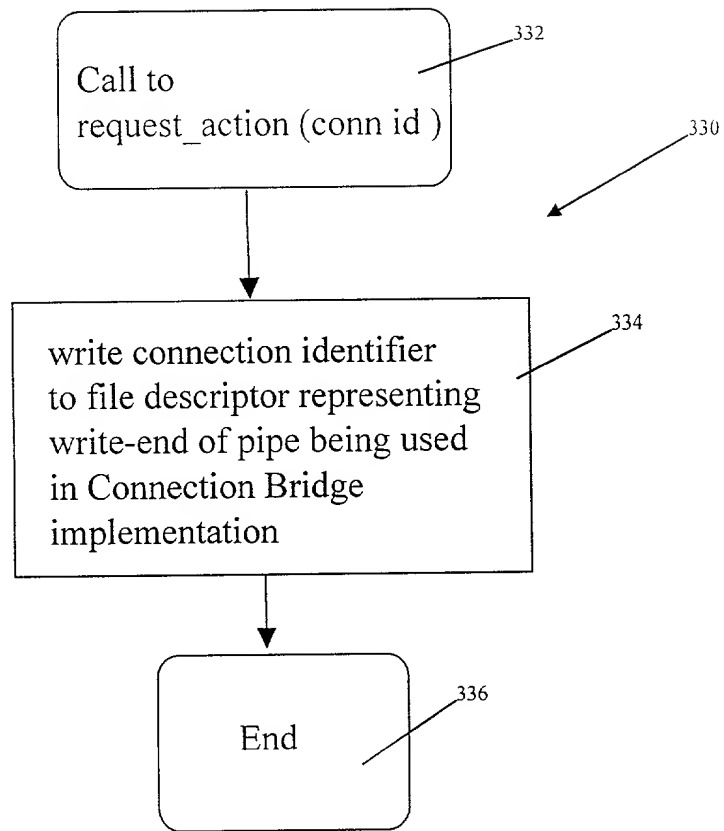 332
Call to
request_action (conn id )
330
334
write connection identifier
to file descriptor representing
write-end of pipe being used
in Connection Bridge
implementation
336
End